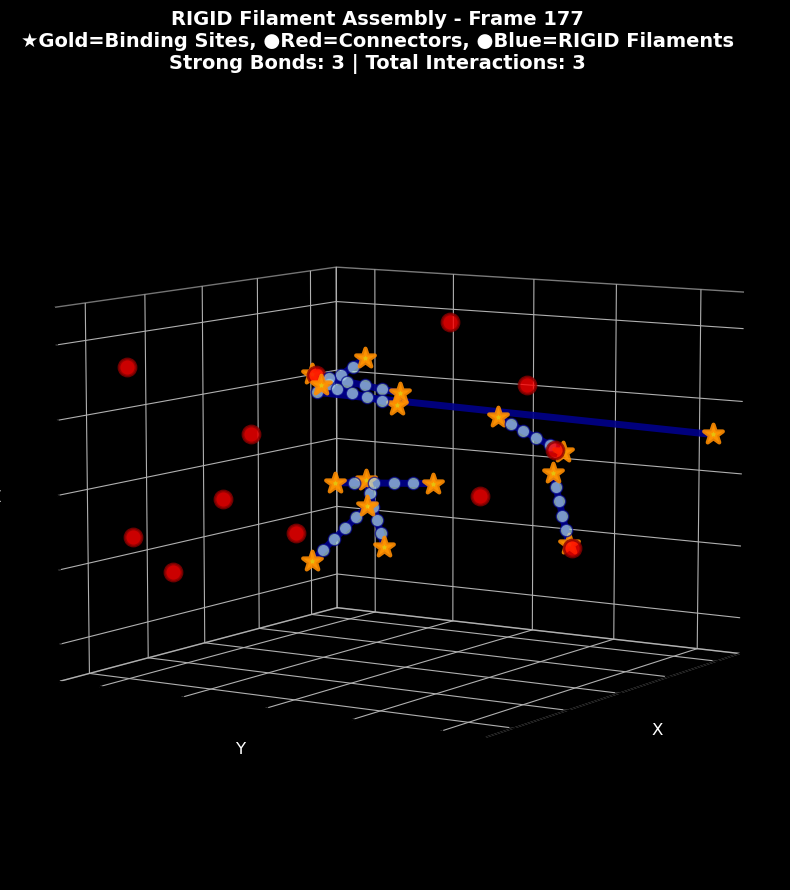 RIGID Filament Assembly - Frame 177
★Gold=Binding Sites, ●Red=Connectors, ●Blue=RIGID Filaments
Strong Bonds: 3 | Total Interactions: 3
X
Y